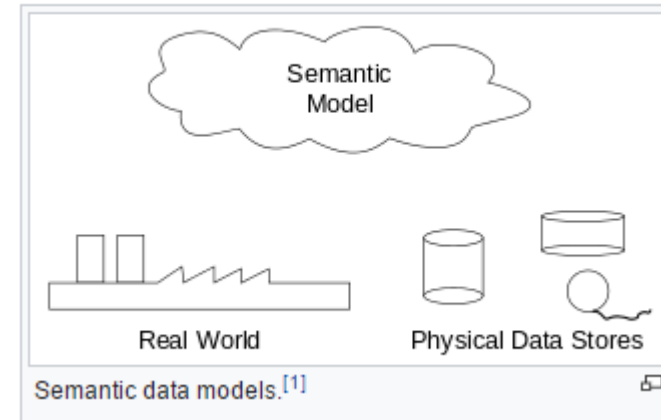 Semantic
Model
Real World
Physical Data Stores
Semantic data models.[1]